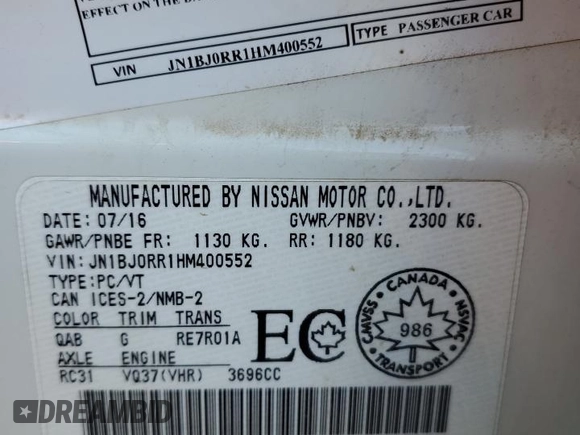 EFFECT ON THE
VIN JN1BJ0RR1HM400552 TYPE PASSENGER CAR
MANUFACTURED BY NISSAN MOTOR CO.,LTD.
DATE: 07/16 GVWR/PNBV: 2300 KG.
GAWR/PNBE FR: 1130 KG. RR: 1180 KG.
VIN: JN1BJ0RR1HM400552
TYPE:PC/VT
CAN ICES-2/NMB-2
COLOR TRIM TRANS
QAB G RE7R01A
AXLE ENGINE
RC31 VQ37(VHR) 3696CC
EC
CANADA
CMVSS NSVAC
986
TRANSPORT
DREAMBID